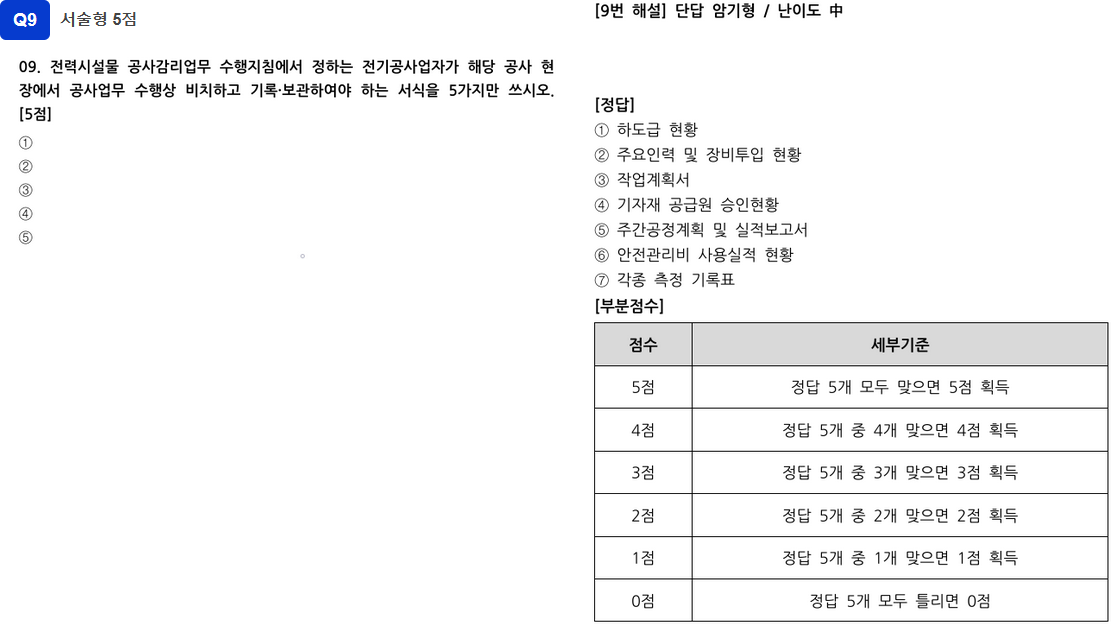 Q9 서술형 5점
09. 전력시설물 공사감리업무 수행지침에서 정하는 전기공사업자가 해당 공사 현
장에서 공사업무 수행상 비치하고 기록·보관하여야 하는 서식을 5가지만 쓰시오.
[5점]
①
②
③
④
⑤
[9번 해설] 단답 암기형 / 난이도 中
[정답]
① 하도급 현황
② 주요인력 및 장비투입 현황
③ 작업계획서
④ 기자재 공급원 승인현황
⑤ 주간공정계획 및 실적보고서
⑥ 안전관리비 사용실적 현황
⑦ 각종 측정 기록표
[부분점수]
점수 세부기준
5점 정답 5개 모두 맞으면 5점 획득
4점 정답 5개 중 4개 맞으면 4점 획득
3점 정답 5개 중 3개 맞으면 3점 획득
2점 정답 5개 중 2개 맞으면 2점 획득
1점 정답 5개 중 1개 맞으면 1점 획득
0점 정답 5개 모두 틀리면 0점